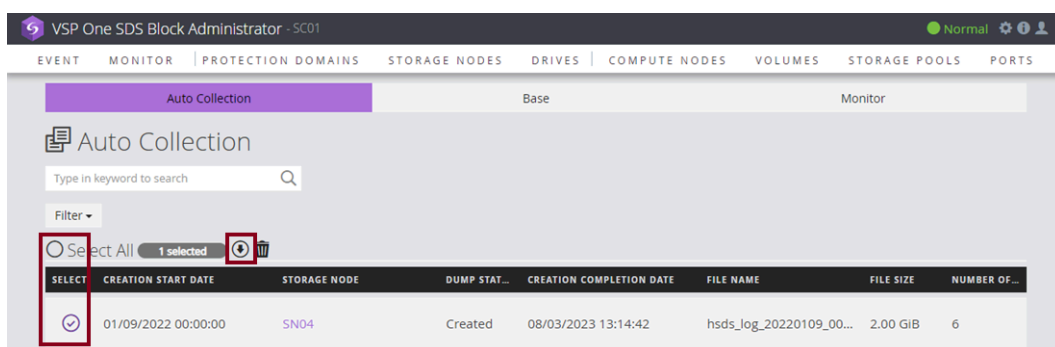 VSP One SDS Block Administrator - SC01 Normal
EVENT MONITOR PROTECTION DOMAINS STORAGE NODES DRIVES COMPUTE NODES VOLUMES STORAGE POOLS PORTS
Auto Collection Base Monitor
Auto Collection
Type in keyword to search
Filter
Select All 1 selected
SELECT CREATION START DATE STORAGE NODE DUMP STAT... CREATION COMPLETION DATE FILE NAME FILE SIZE NUMBER OF...
01/09/2022 00:00:00 SN04 Created 08/03/2023 13:14:42 hsds_log_20220109_00... 2.00 GiB 6